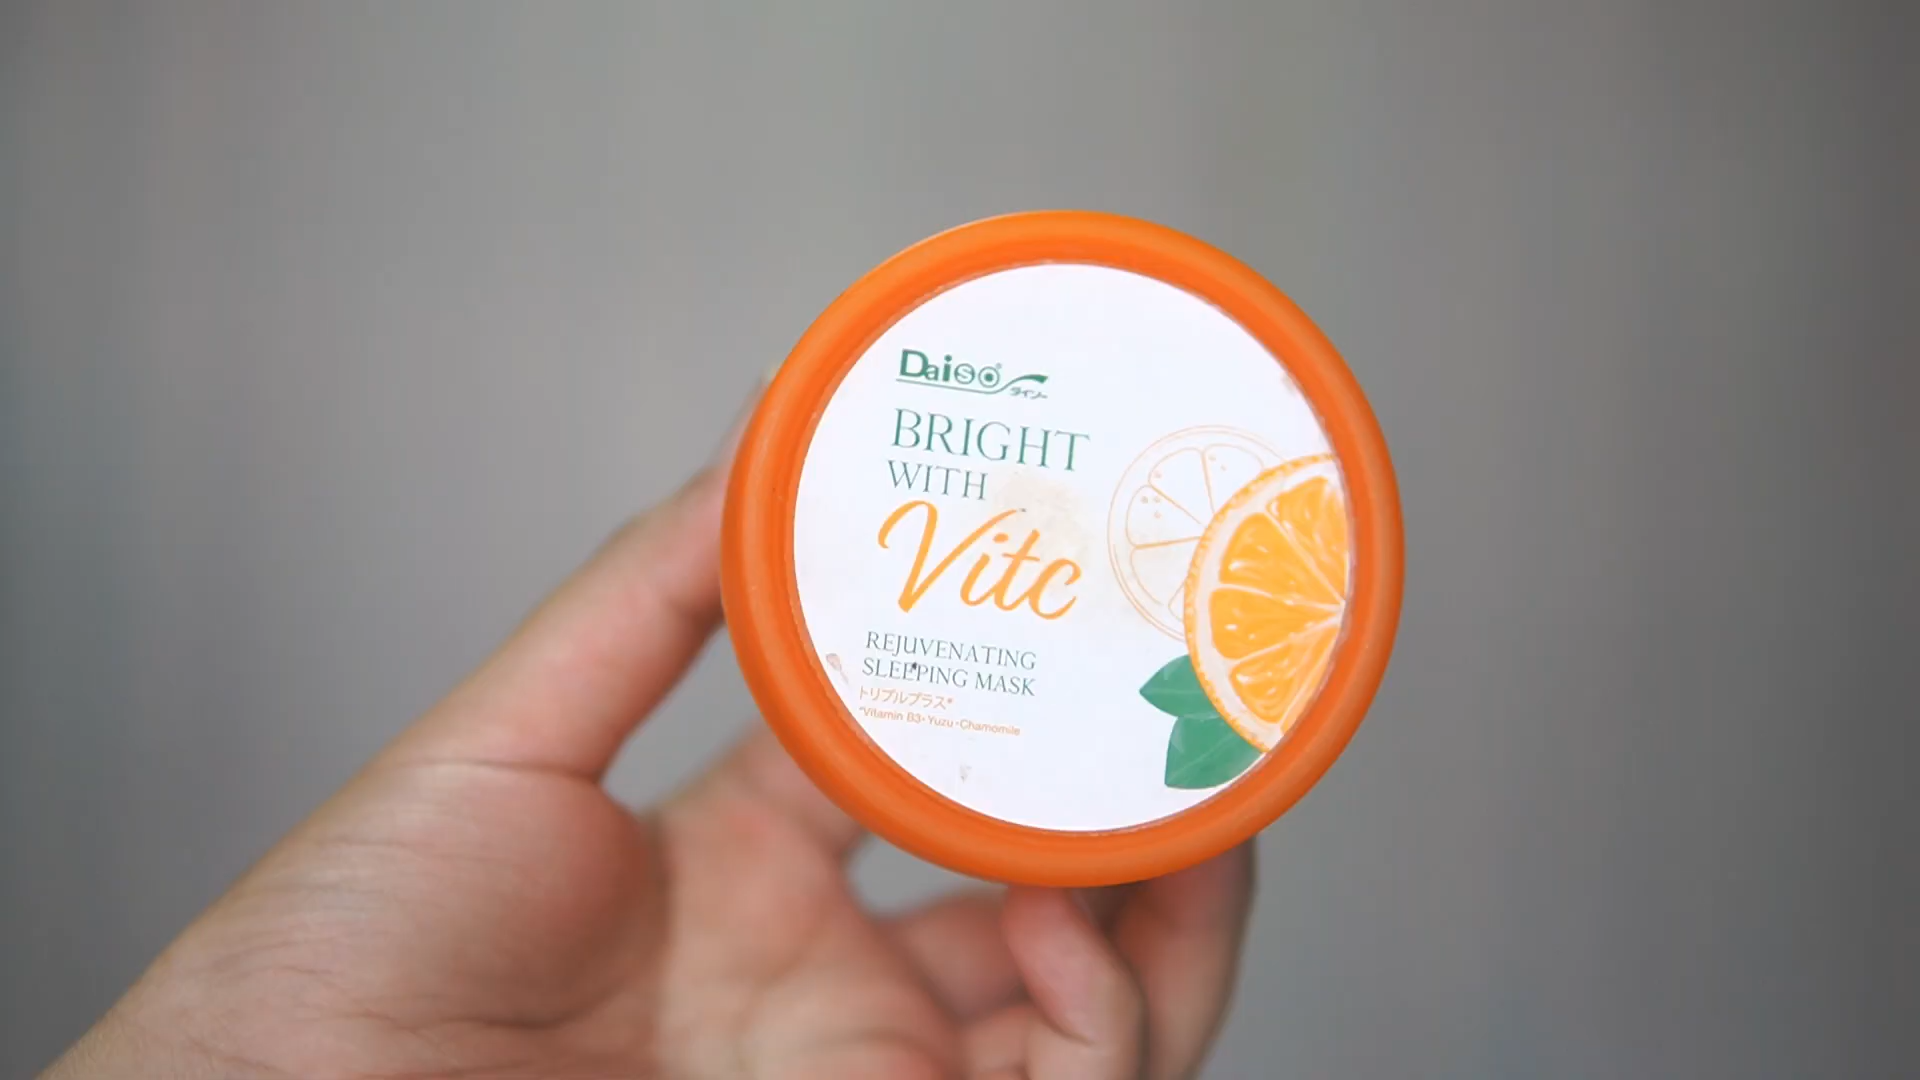 Daiso
ダイソー
BRIGHT
WITH
Vitc
REJUVENATING
SLEEPING MASK
トリプルプラス*
*Vitamin B3・Yuzu・Chamomile